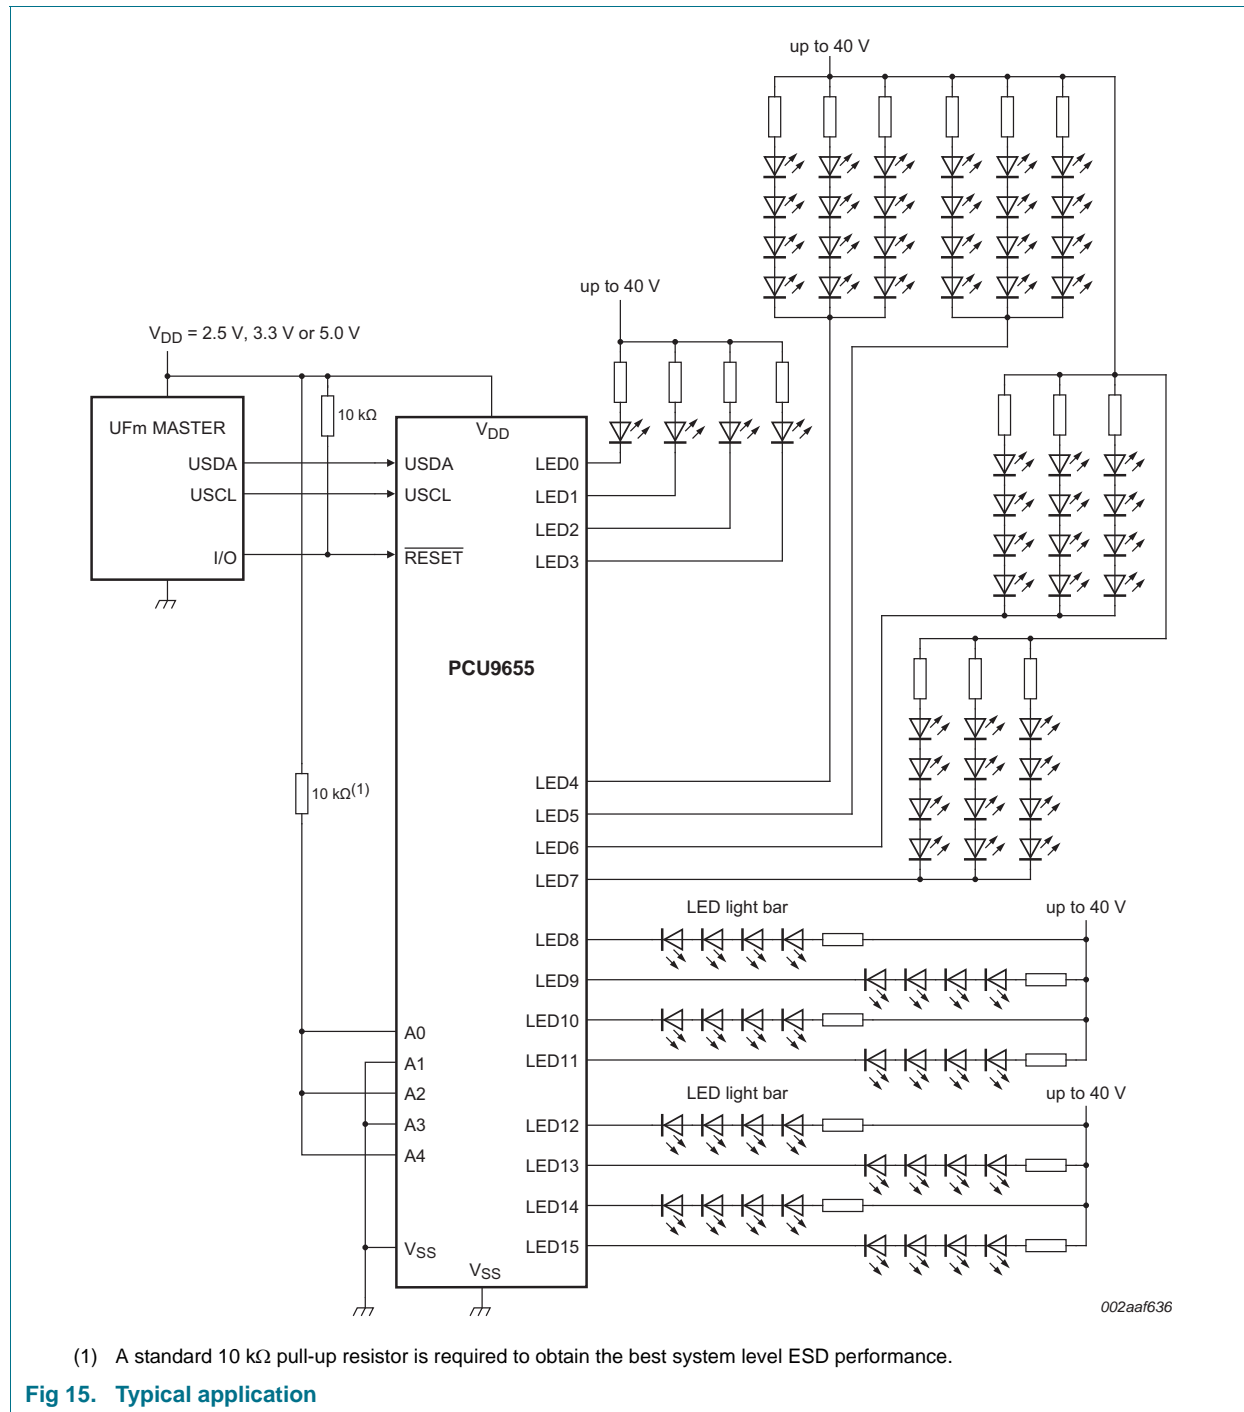 up to 40 V
up to 40 V
V_DD = 2.5 V, 3.3 V or 5.0 V
10 kΩ
UFm MASTER
USDA
USCL
I/O
V_DD
USDA
USCL
RESET
LED0
LED1
LED2
LED3
PCU9655
10 kΩ(1)
LED4
LED5
LED6
LED7
LED light bar
up to 40 V
LED8
LED9
LED10
LED11
A0
A1
A2
A3
A4
LED light bar
up to 40 V
LED12
LED13
LED14
LED15
V_SS
V_SS
002aaf636
(1) A standard 10 kΩ pull-up resistor is required to obtain the best system level ESD performance.
Fig 15. Typical application